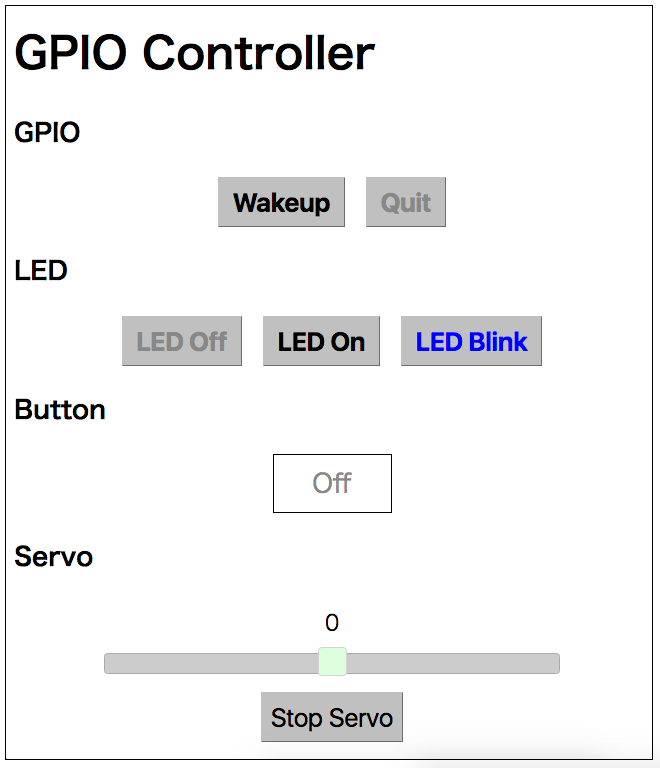 GPIO Controller
GPIO
Wakeup Quit
LED
LED Off LED On LED Blink
Button
Off
Servo
0
Stop Servo